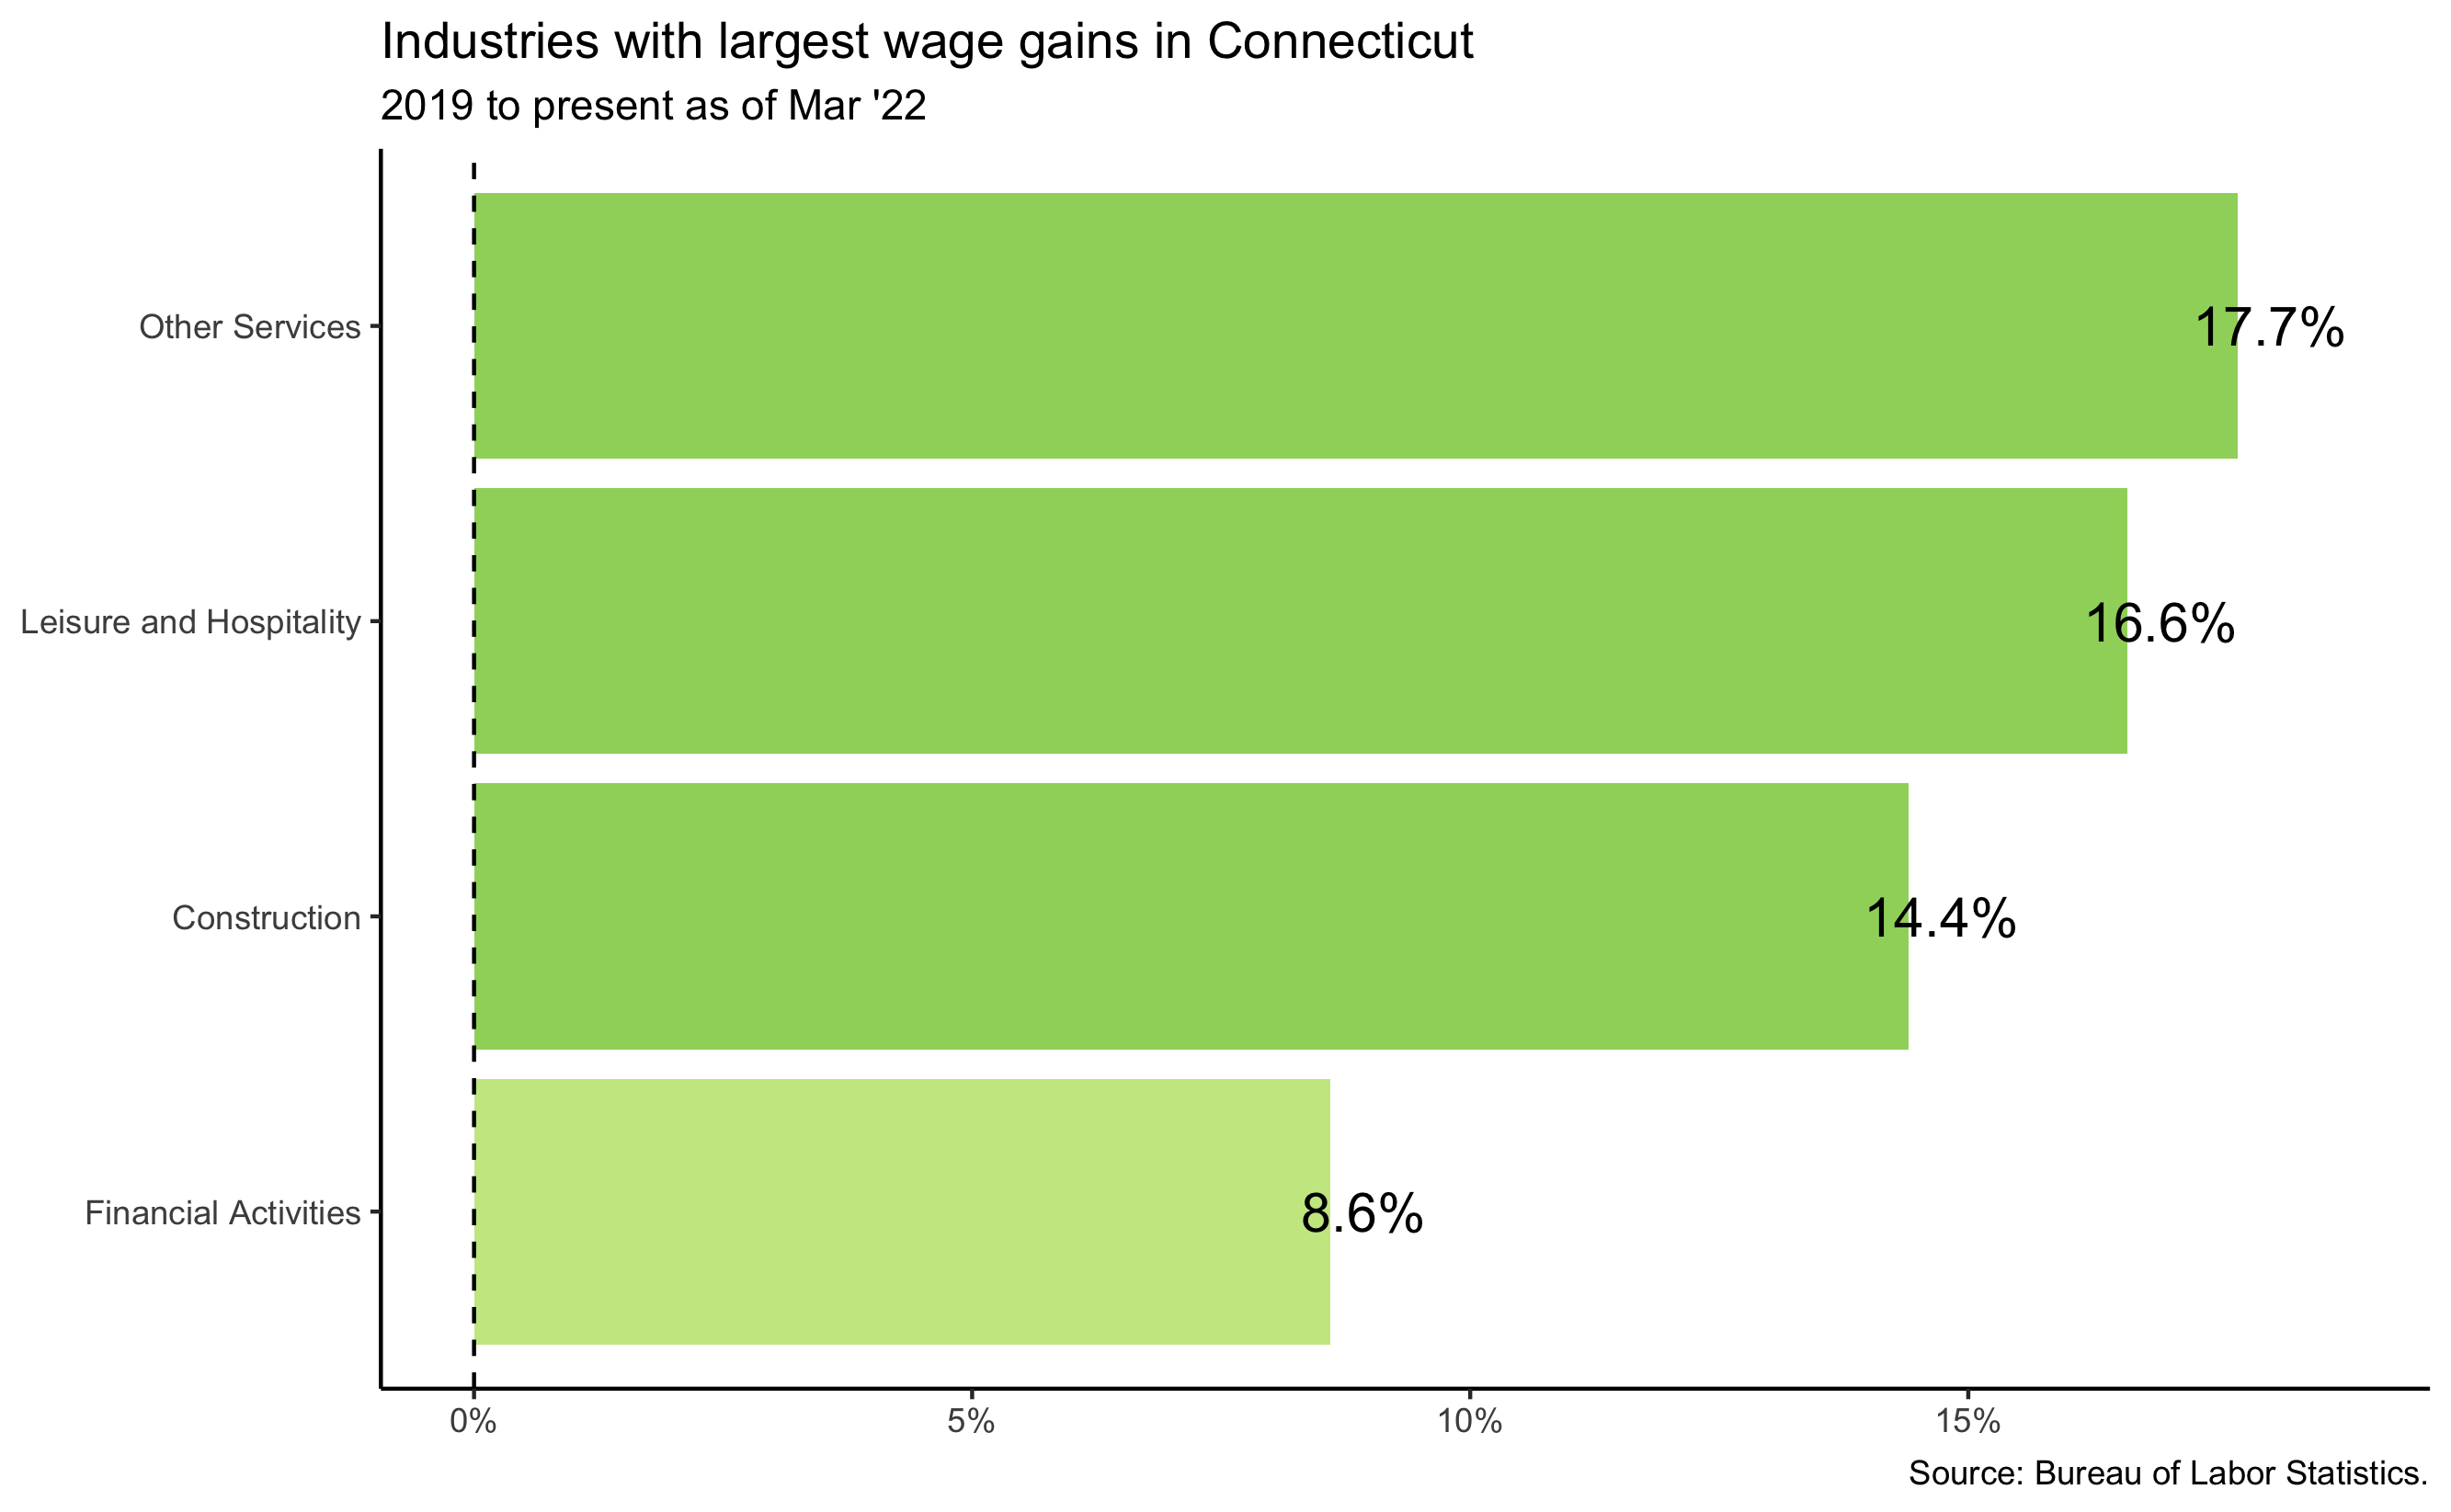 Industries with largest wage gains in Connecticut
2019 to present as of Mar '22
Other Services
17.7%
Leisure and Hospitality
16.6%
Construction
14.4%
Financial Activities
8.6%
0% 5% 10% 15%
Source: Bureau of Labor Statistics.